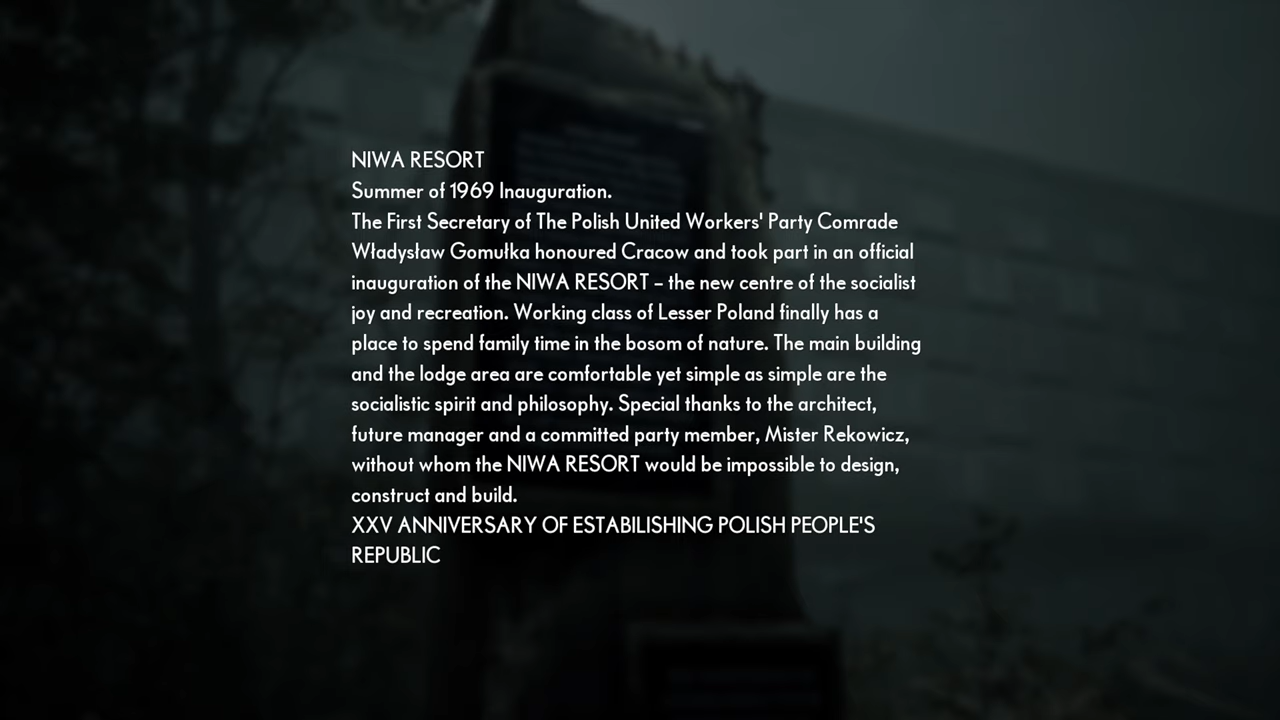 NIWA RESORT
Summer of 1969 Inauguration.
The First Secretary of The Polish United Workers' Party Comrade
Władysław Gomułka honoured Cracow and took part in an official
inauguration of the NIWA RESORT – the new centre of the socialist
joy and recreation. Working class of Lesser Poland finally has a
place to spend family time in the bosom of nature. The main building
and the lodge area are comfortable yet simple as simple are the
socialistic spirit and philosophy. Special thanks to the architect,
future manager and a committed party member, Mister Rekowicz,
without whom the NIWA RESORT would be impossible to design,
construct and build.
XXV ANNIVERSARY OF ESTABILISHING POLISH PEOPLE'S
REPUBLIC